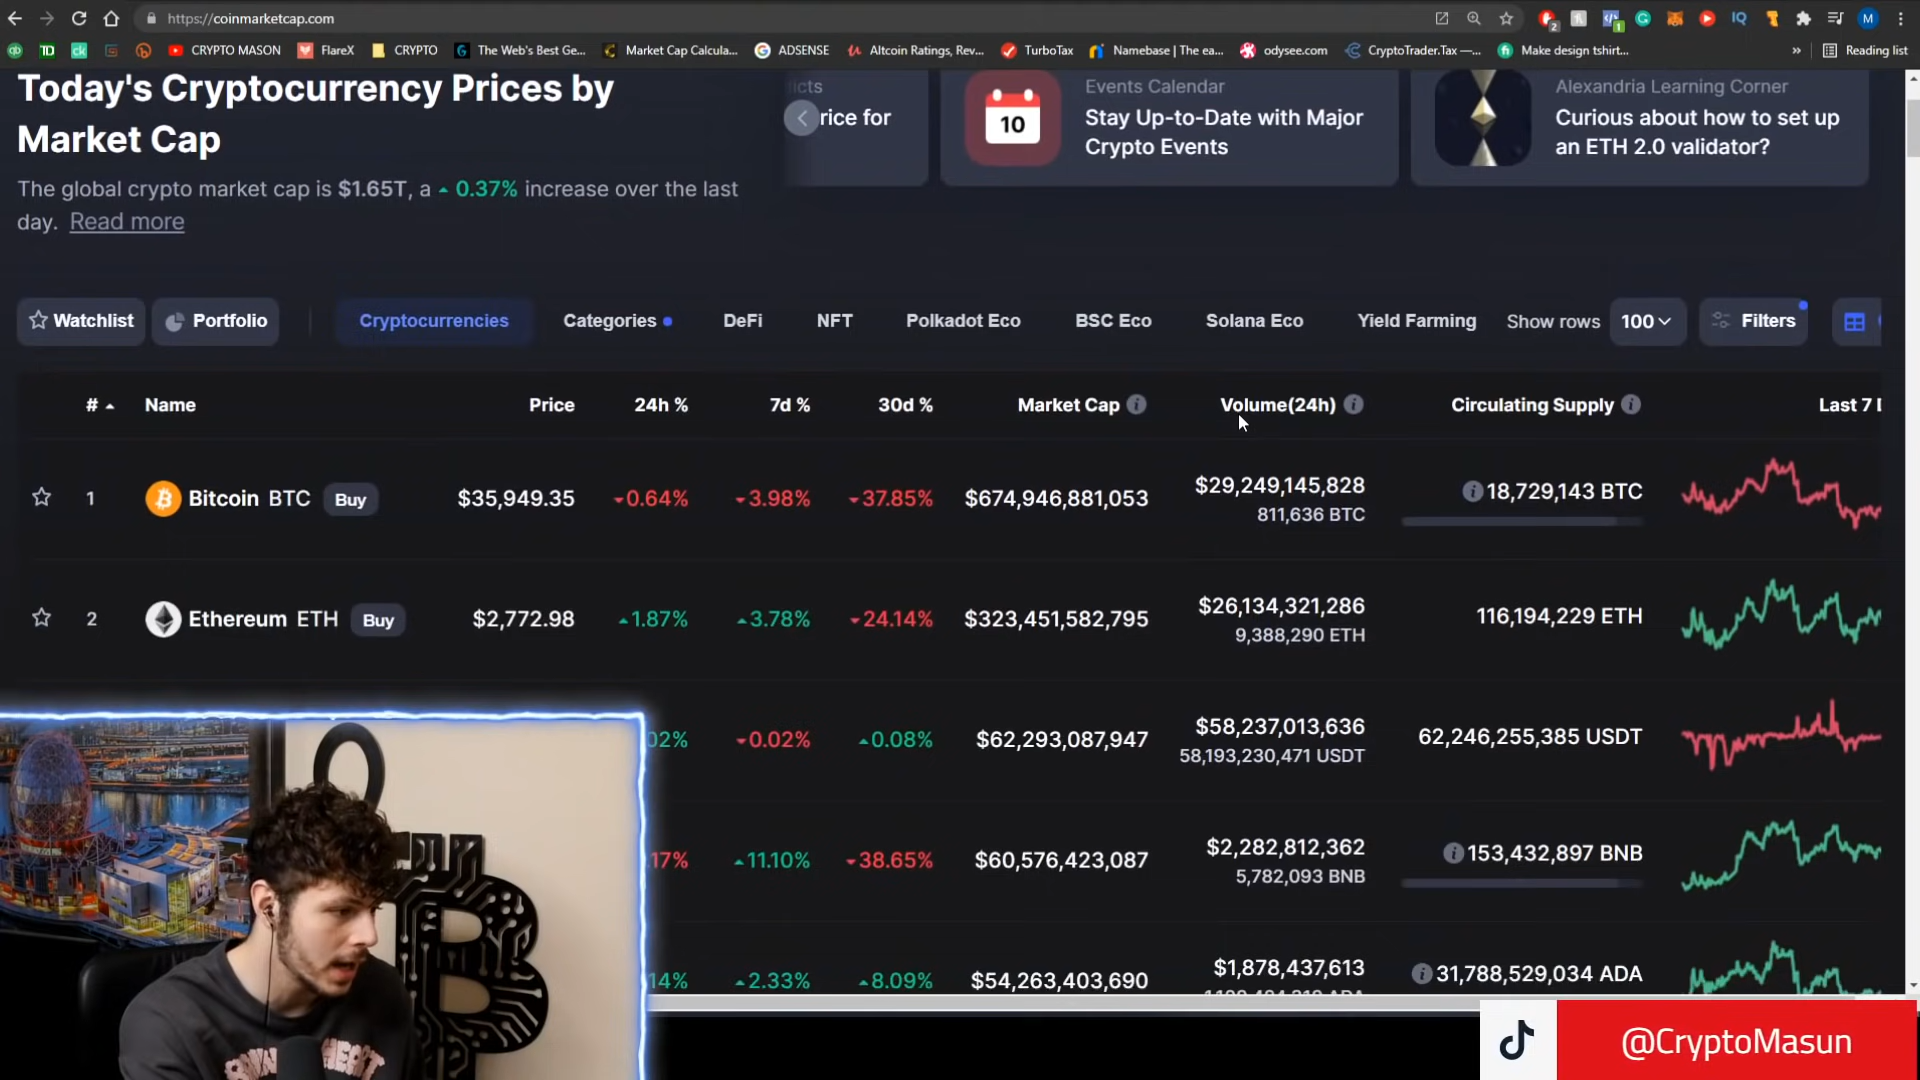 https://coinmarketcap.com
2
1
IQ
M
TD
ck
CRYPTO MASON
FlareX
CRYPTO
The Web's Best Ge...
Market Cap Calcula...
ADSENSE
Altcoin Ratings, Rev...
TurboTax
Namebase | The ea...
odysee.com
CryptoTrader.Tax —...
Make design tshirt...
»
Reading list
Today's Cryptocurrency Prices by
Market Cap
The global crypto market cap is $1.65T, a 0.37% increase over the last
day. Read more
icts
rice for
10
Events Calendar
Stay Up-to-Date with Major
Crypto Events
Alexandria Learning Corner
Curious about how to set up
an ETH 2.0 validator?
Watchlist
Portfolio
Cryptocurrencies
Categories
DeFi
NFT
Polkadot Eco
BSC Eco
Solana Eco
Yield Farming
Show rows
100
Filters
# Name Price 24h % 7d % 30d % Market Cap Volume(24h) Circulating Supply Last 7 D
1 Bitcoin BTC Buy $35,949.35 0.64% 3.98% 37.85% $674,946,881,053 $29,249,145,828 18,729,143 BTC
811,636 BTC
2 Ethereum ETH Buy $2,772.98 1.87% 3.78% 24.14% $323,451,582,795 $26,134,321,286 116,194,229 ETH
9,388,290 ETH
02% 0.02% 0.08% $62,293,087,947 $58,237,013,636 62,246,255,385 USDT
58,193,230,471 USDT
.17% 11.10% 38.65% $60,576,423,087 $2,282,812,362 153,432,897 BNB
5,782,093 BNB
14% 2.33% 8.09% $54,263,403,690 $1,878,437,613 31,788,529,034 ADA
@CryptoMasun